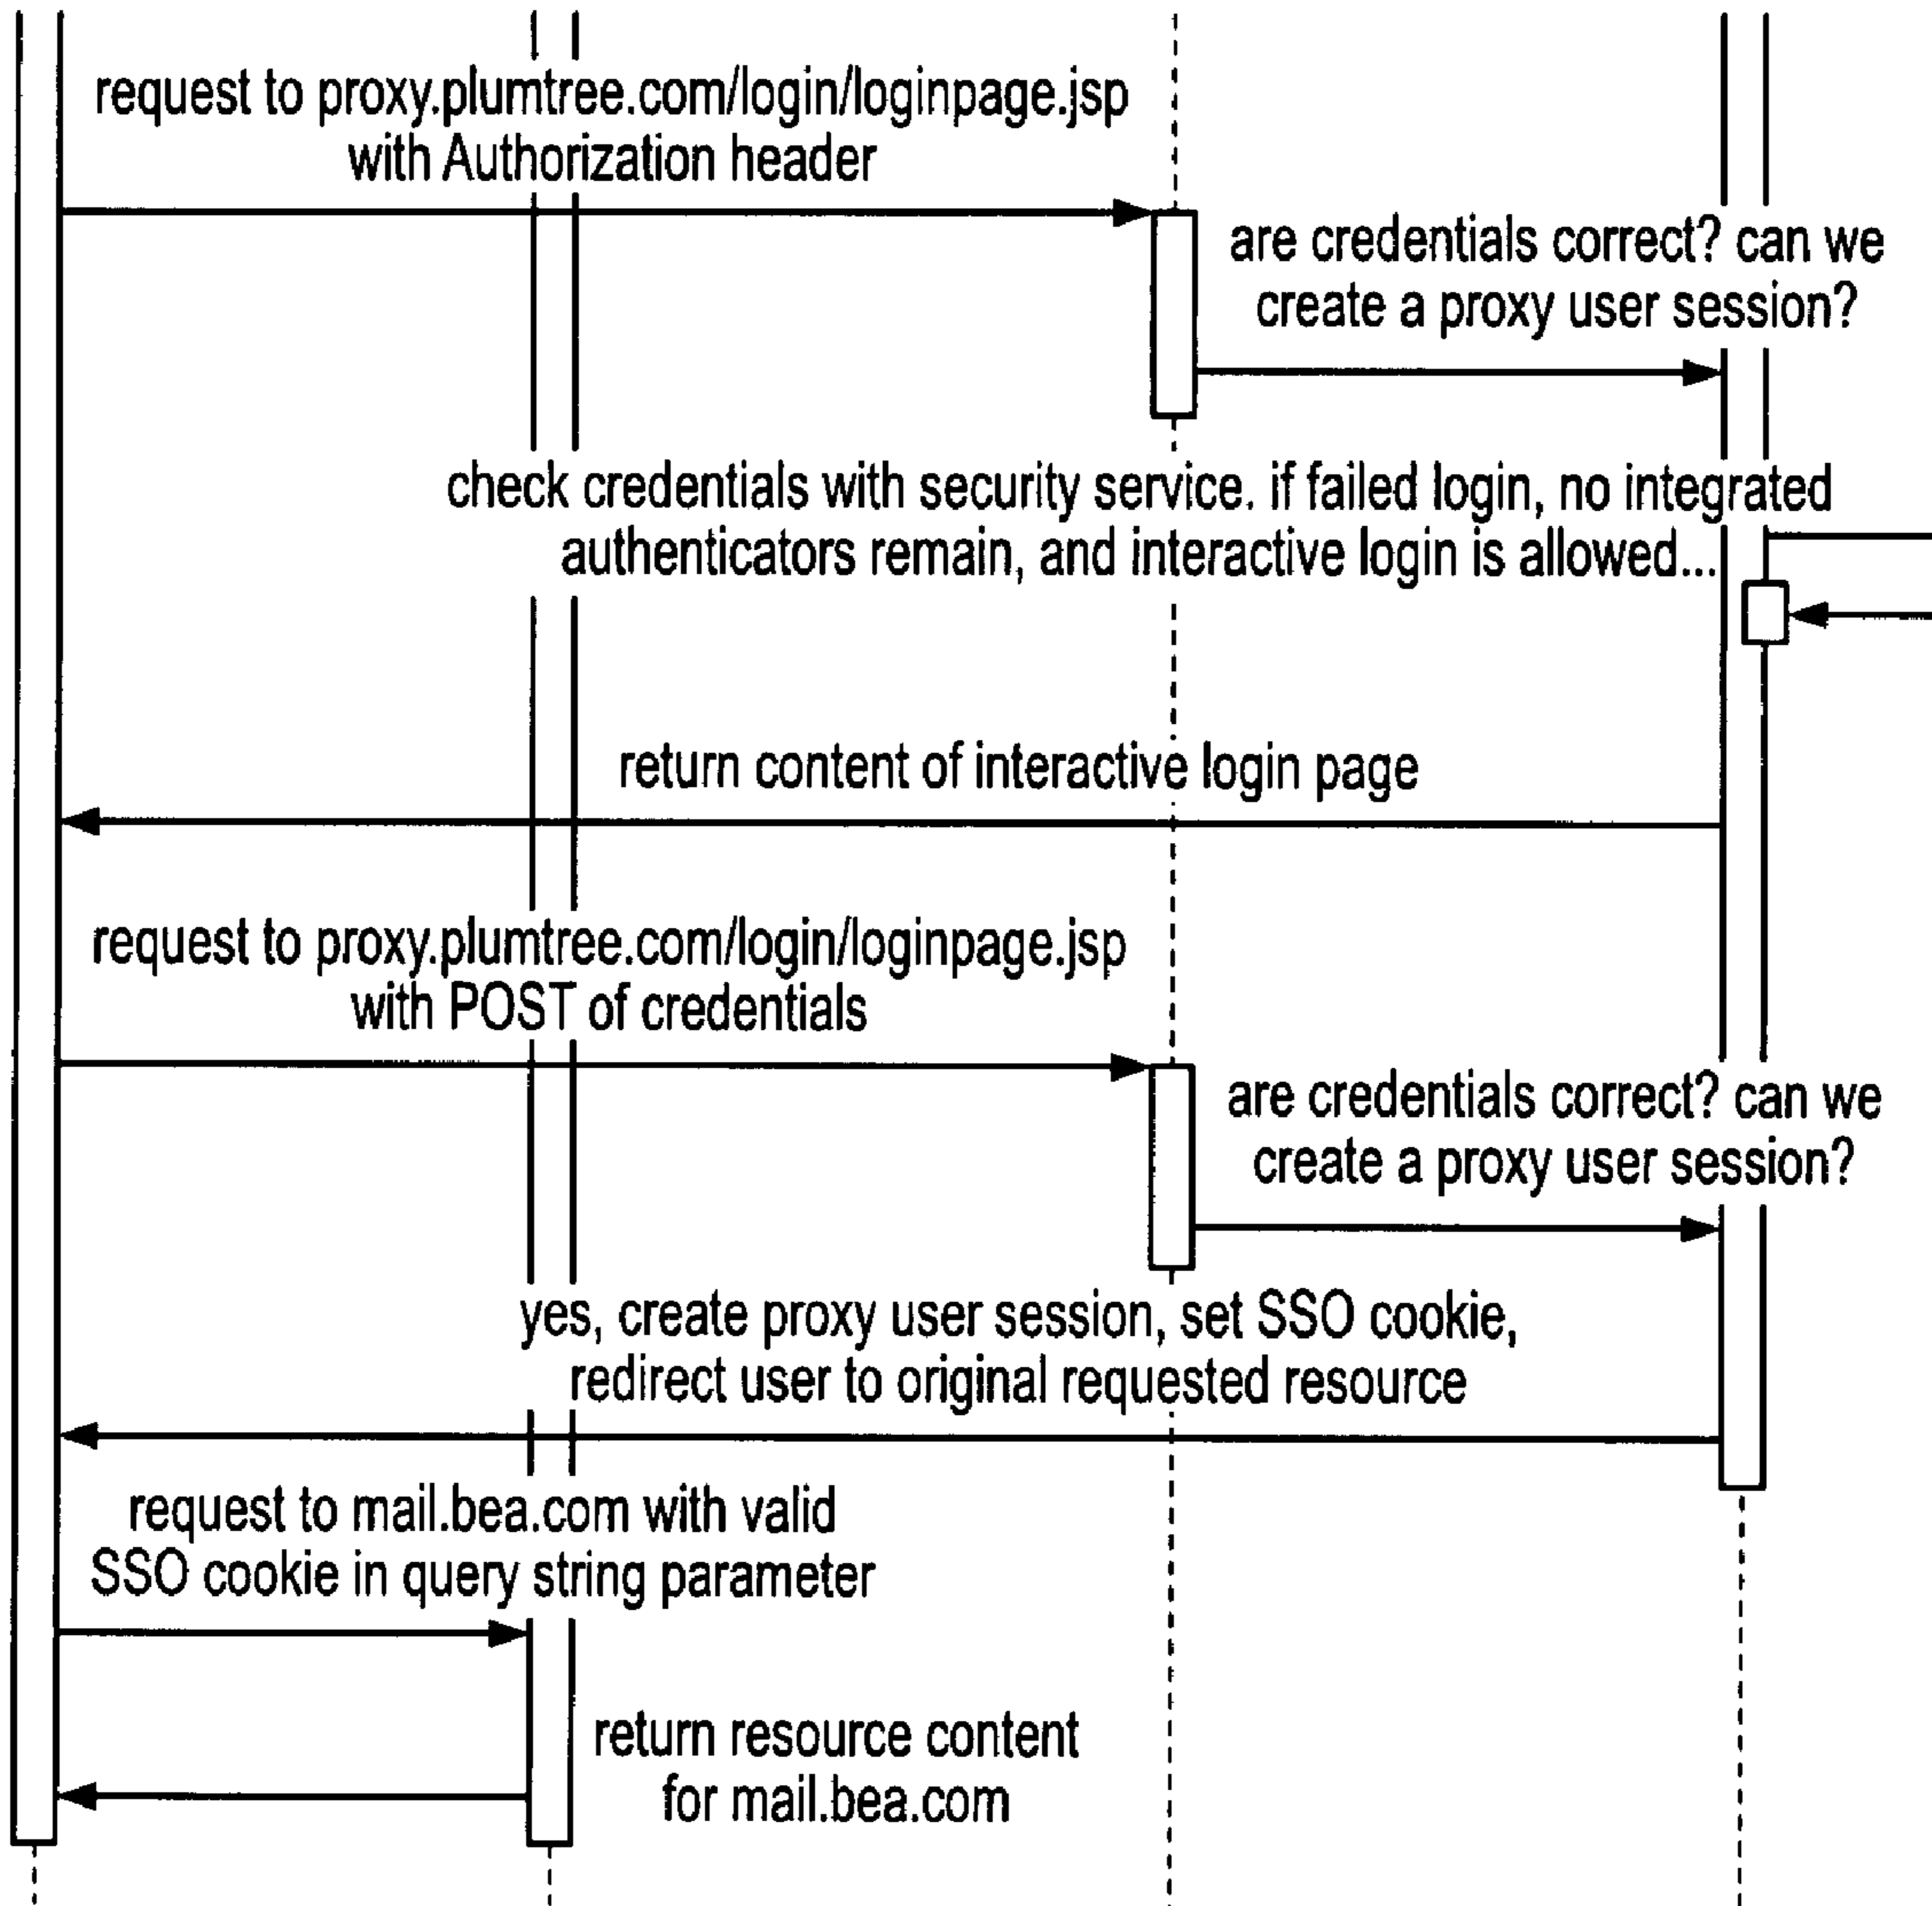 request to proxy.plumtree.com/login/loginpage.jsp
with Authorization header
are credentials correct? can we
create a proxy user session?
check credentials with security service. if failed login, no integrated
authenticators remain, and interactive login is allowed...
return content of interactive login page
request to proxy.plumtree.com/login/loginpage.jsp
with POST of credentials
are credentials correct? can we
create a proxy user session?
yes, create proxy user session, set SSO cookie,
redirect user to original requested resource
request to mail.bea.com with valid
SSO cookie in query string parameter
return resource content
for mail.bea.com